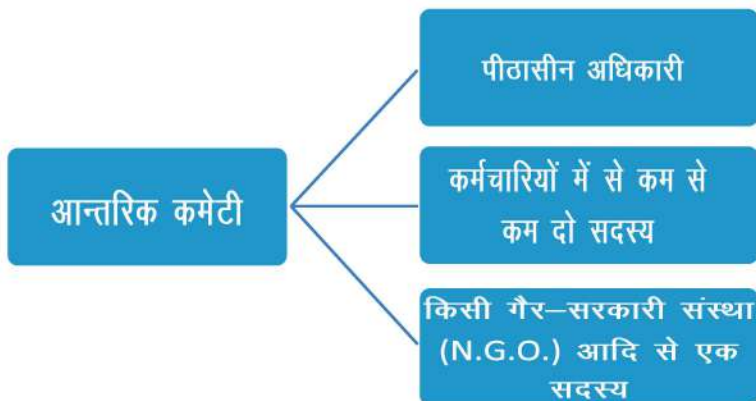 आन्तरिक कमेटी
पीठासीन अधिकारी
कर्मचारियों में से कम से
कम दो सदस्य
किसी गैर–सरकारी संस्था
(N.G.O.) आदि से एक
सदस्य